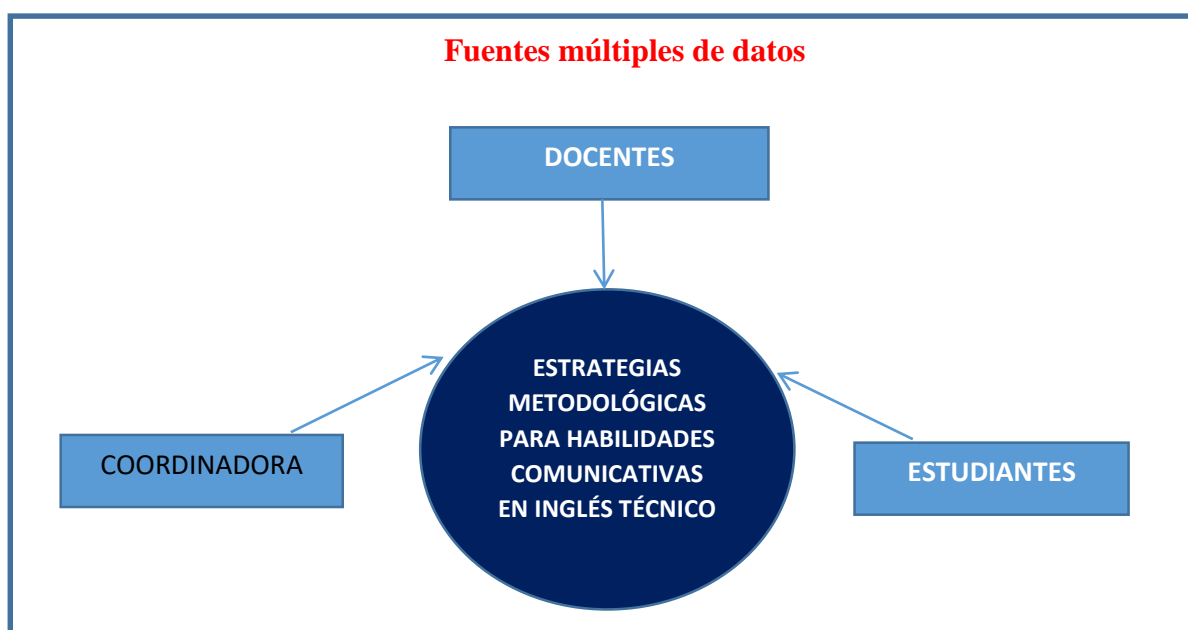 Fuentes múltiples de datos
DOCENTES
ESTRATEGIAS
METODOLÓGICAS
PARA HABILIDADES
COMUNICATIVAS
EN INGLÉS TÉCNICO
COORDINADORA
ESTUDIANTES